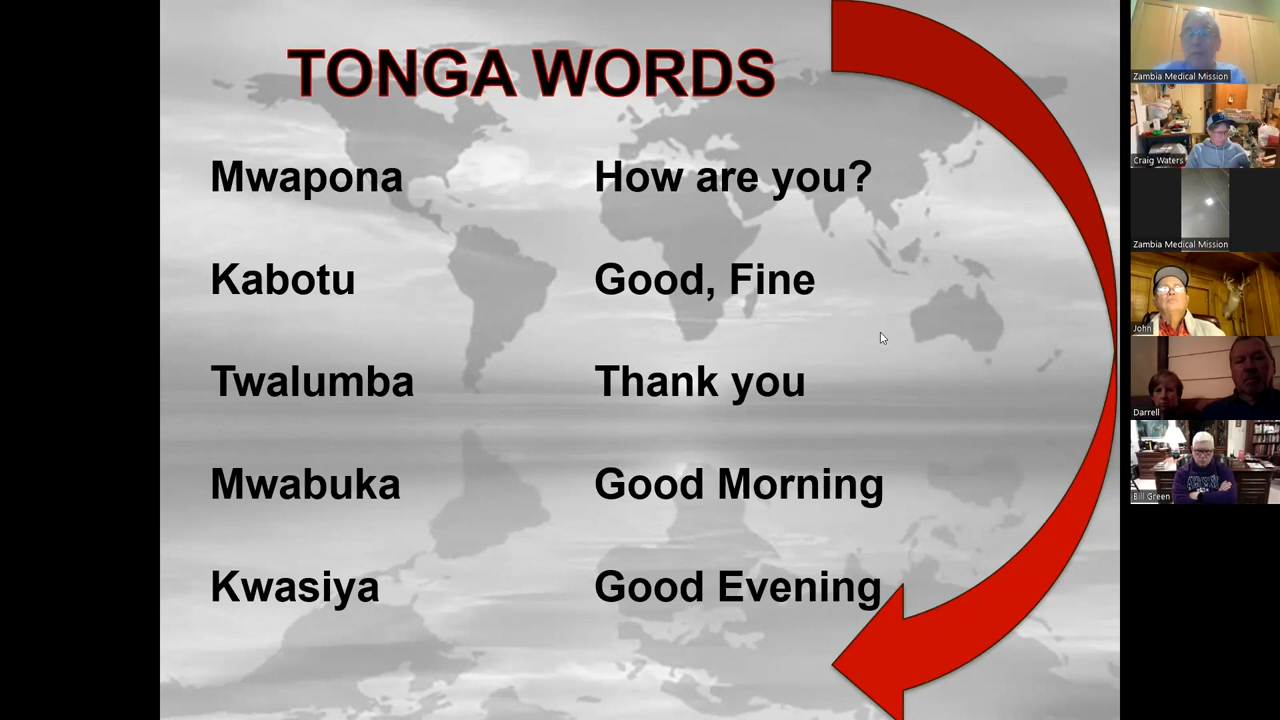 TONGA WORDS
Mwapona How are you?
Kabotu Good, Fine
Twalumba Thank you
Mwabuka Good Morning
Kwasiya Good Evening
Zambia Medical Mission
Craig Waters
Zambia Medical Mission
John
Darrell
Bill Green